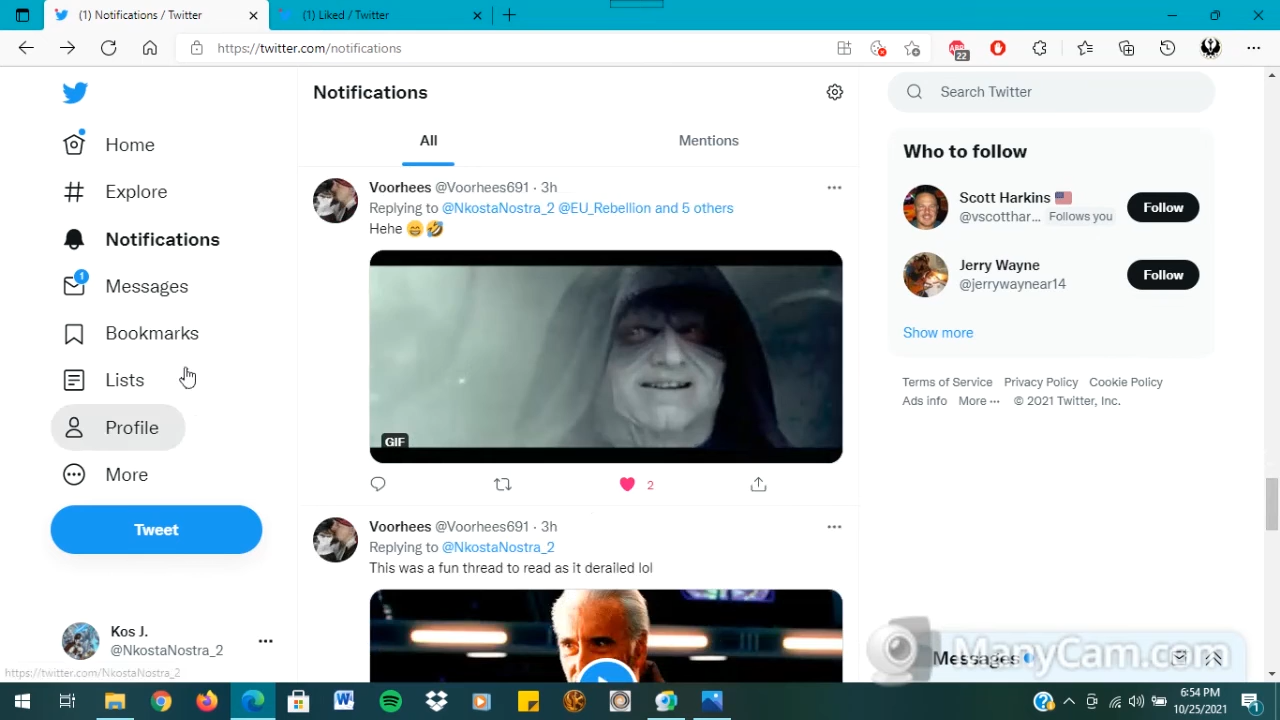 (1) Notifications / Twitter
(1) Liked / Twitter
https://twitter.com/notifications
22
Home
Explore
Notifications
1
Messages
Bookmarks
Lists
Profile
More
Tweet
Kos J.
@NkostaNostra_2
https://twitter.com/NkostaNostra_2
Notifications
All
Mentions
Voorhees @Voorhees691 · 3h
Replying to @NkostaNostra_2 @EU_Rebellion and 5 others
Hehe 😁🤣
GIF
2
Voorhees @Voorhees691 · 3h
Replying to @NkostaNostra_2
This was a fun thread to read as it derailed lol
Search Twitter
Who to follow
Scott Harkins 🇺🇸
@vscotthar... Follows you
Follow
Jerry Wayne
@jerrywaynear14
Follow
Show more
Terms of Service Privacy Policy Cookie Policy
Ads info More ··· © 2021 Twitter, Inc.
Messages
ManyCam.com
6:54 PM
10/25/2021
1